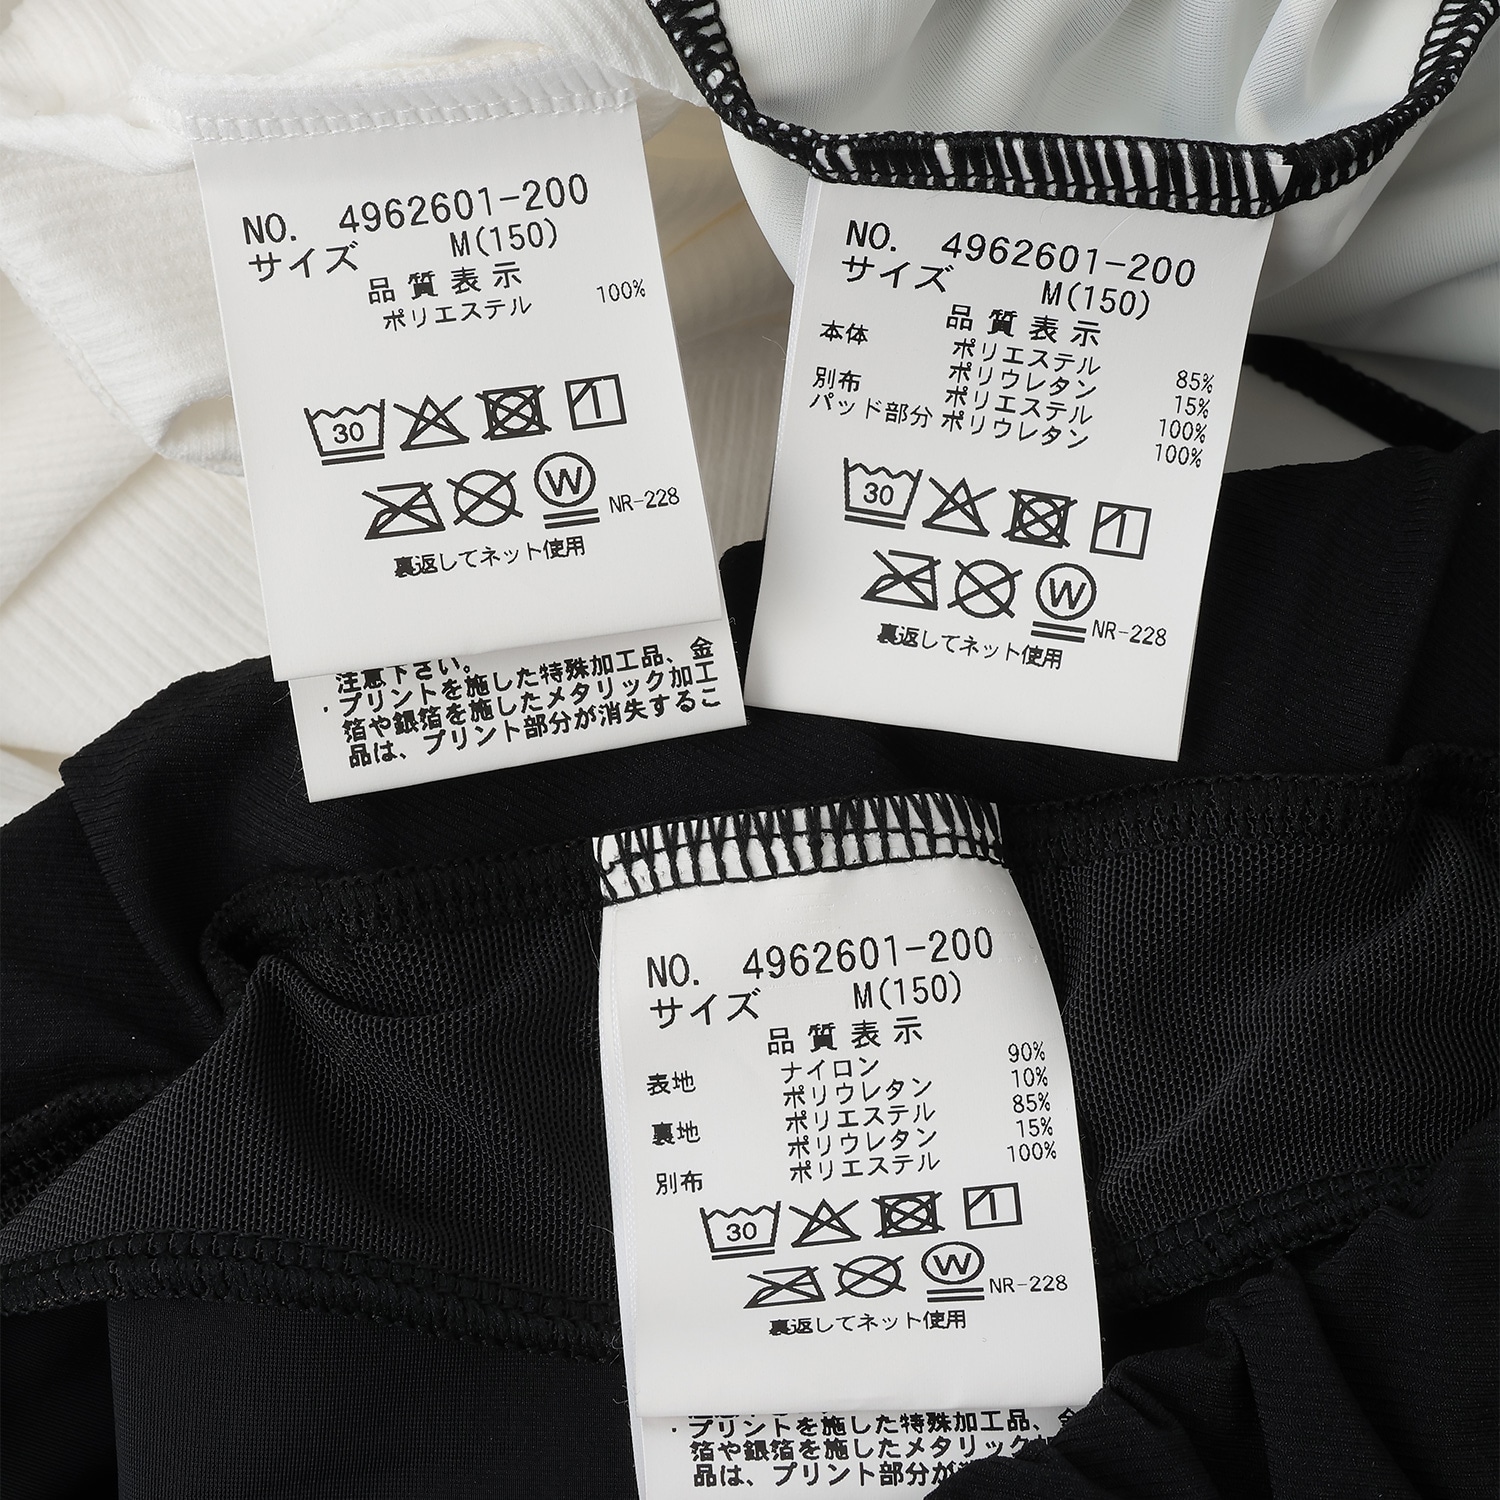 NO. 4962601-200
サイズ M(150)
品質表示
ポリエステル 100%
30
W NR-228
裏返してネット使用
注意下さい。
・プリントを施した特殊加工品、金
箔や銀箔を施したメタリック加工
品は、プリント部分が消失するこ
NO. 4962601-200
サイズ M(150)
品質表示
本体 ポリエステル 85%
ポリウレタン 15%
別布 ポリエステル 100%
パッド部分 ポリウレタン 100%
30
W NR-228
裏返してネット使用
NO. 4962601-200
サイズ M(150)
品質表示
表地 ナイロン 90%
ポリウレタン 10%
裏地 ポリエステル 85%
ポリウレタン 15%
別布 ポリエステル 100%
30
W NR-228
裏返してネット使用
・プリントを施した特殊加工品、金
箔や銀箔を施したメタリック
品は、プリント部分が